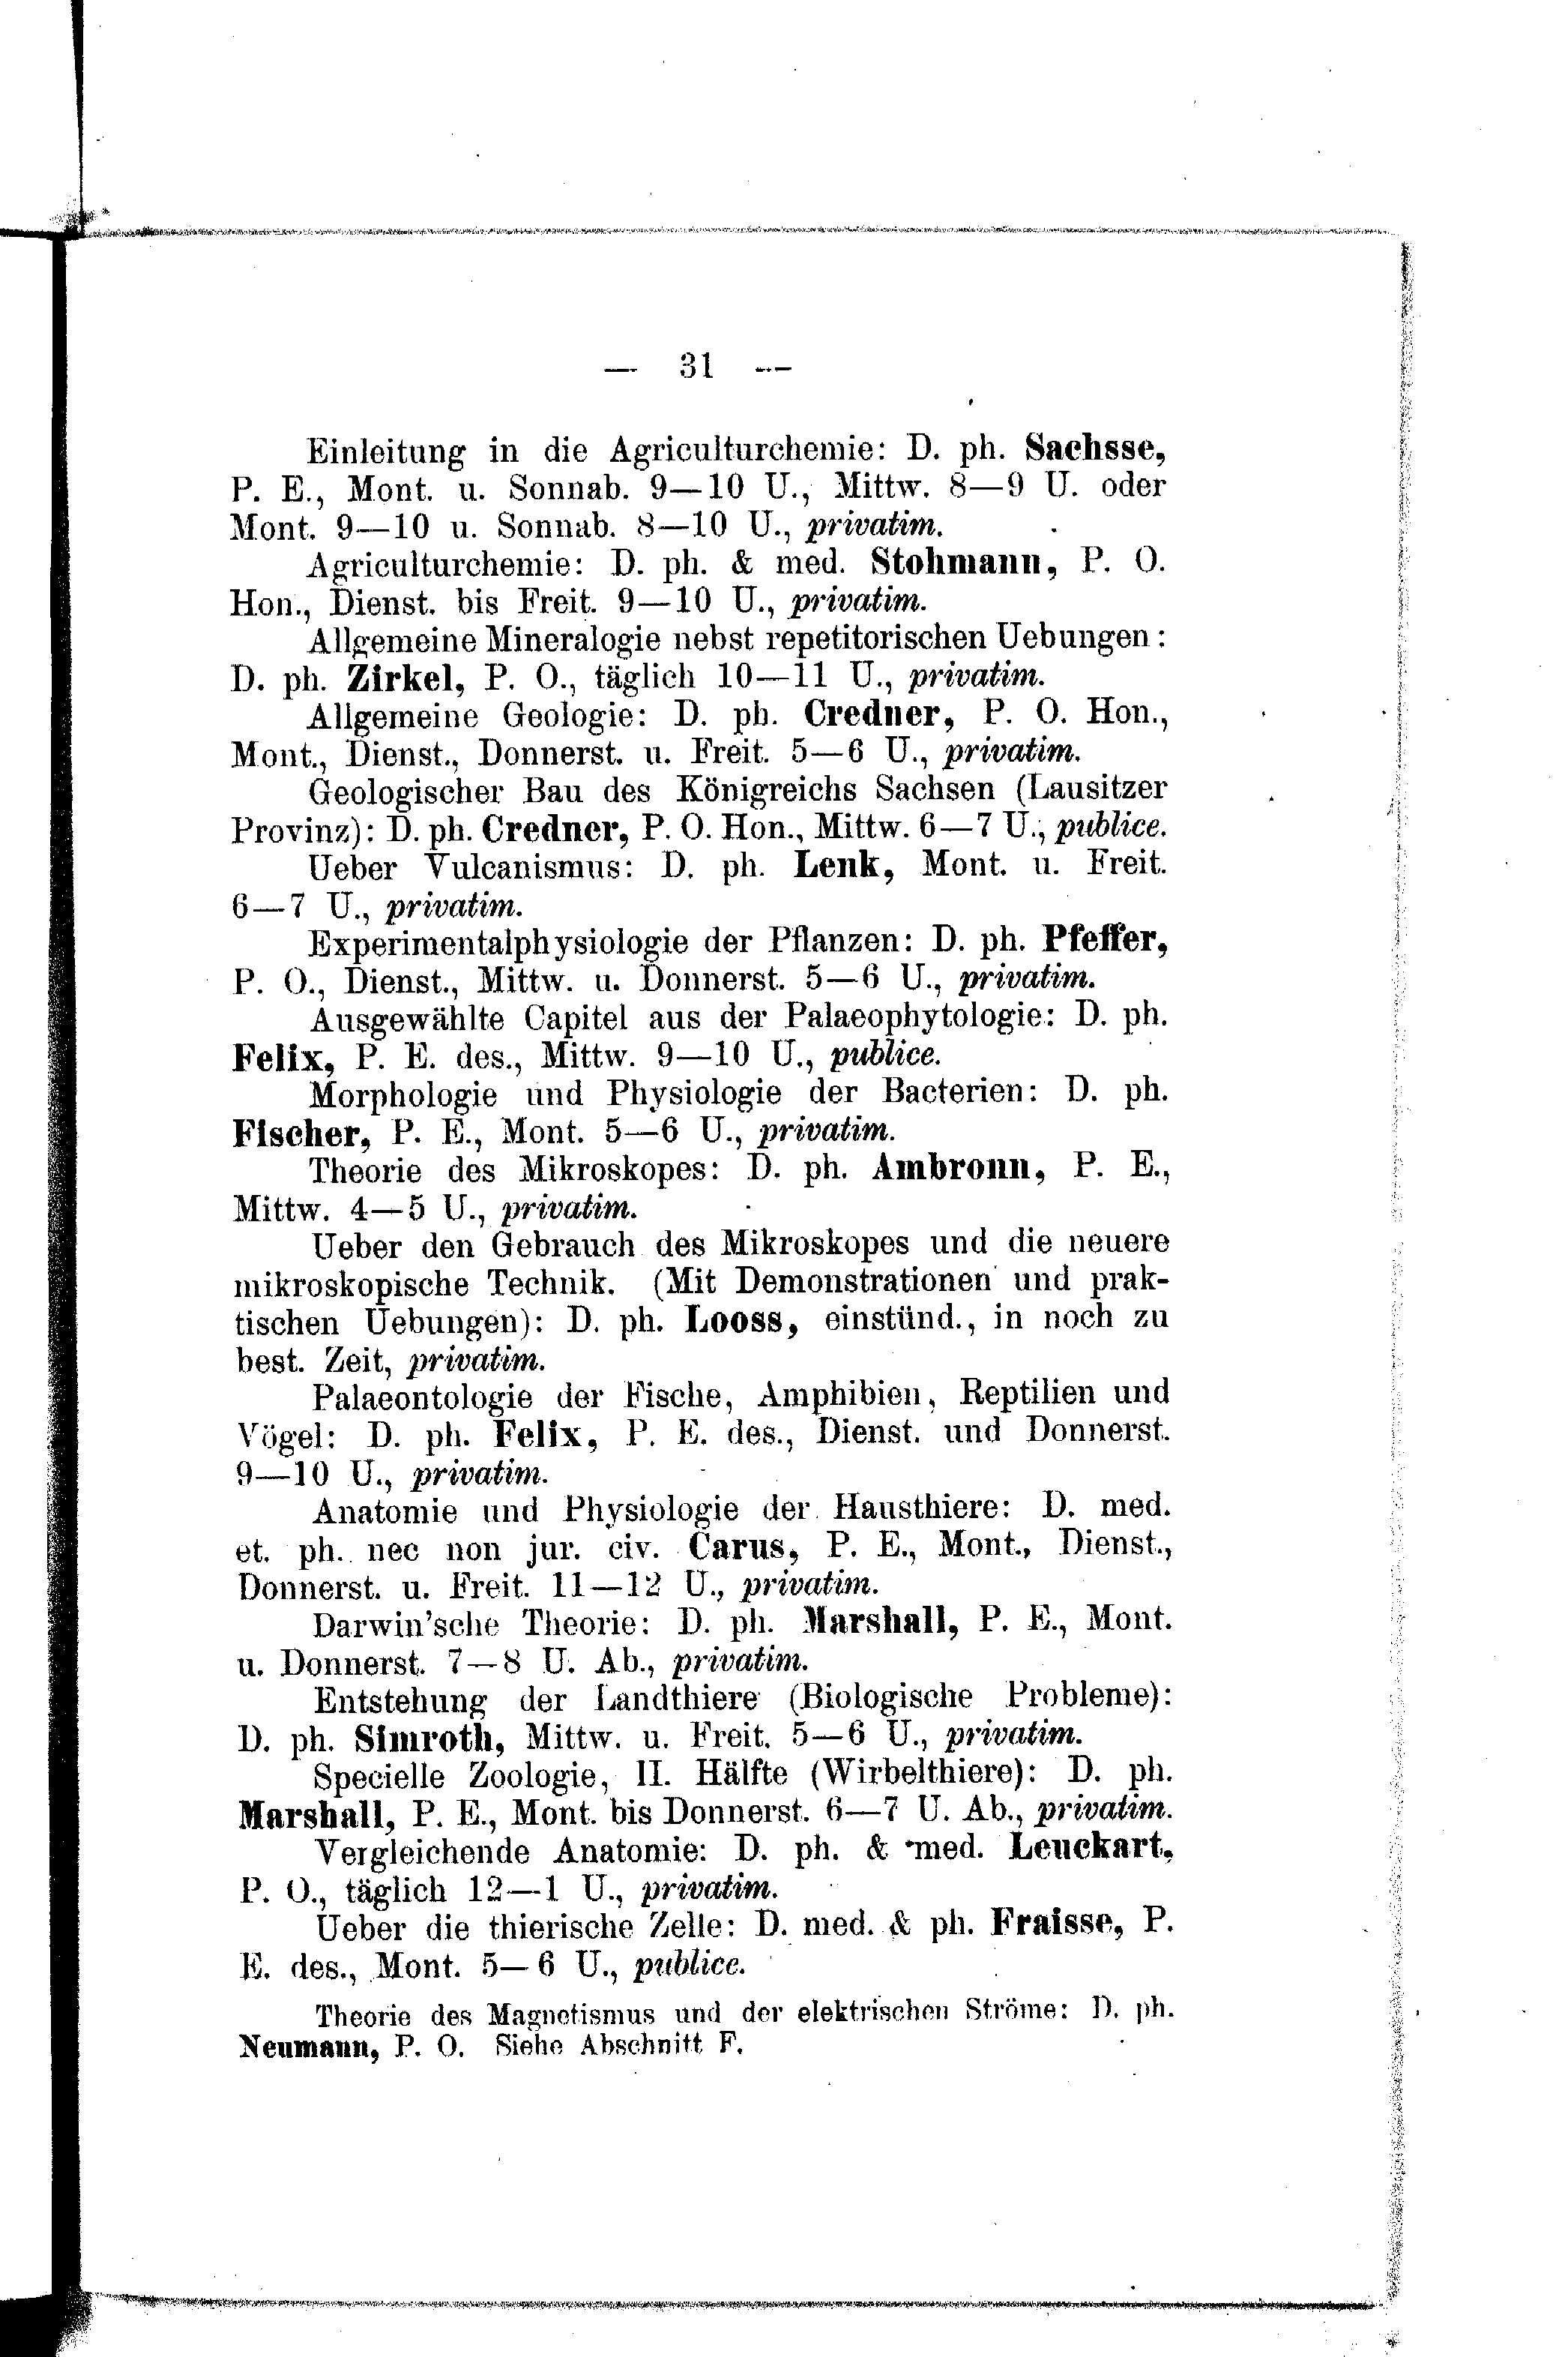 — 31 —
Einleitung in die Agriculturchemie: D. ph. Sachsse,
P. E., Mont. u. Sonnab. 9—10 U., Mittw. 8—9 U. oder
Mont. 9—10 u. Sonnab. 8—10 U., privatim.
Agriculturchemie: D. ph. & med. Stohmann, P. O.
Hon., Dienst. bis Freit. 9—10 U., privatim.
Allgemeine Mineralogie nebst repetitorischen Uebungen:
D. ph. Zirkel, P. O., täglich 10—11 U., privatim.
Allgemeine Geologie: D. ph. Credner, P. O. Hon.,
Mont., Dienst., Donnerst. u. Freit. 5—6 U., privatim.
Geologischer Bau des Königreichs Sachsen (Lausitzer
Provinz): D. ph. Credner, P. O. Hon., Mittw. 6—7 U., publice.
Ueber Vulcanismus: D. ph. Lenk, Mont. u. Freit.
6—7 U., privatim.
Experimentalphysiologie der Pflanzen: D. ph. Pfeffer,
P. O., Dienst., Mittw. u. Donnerst. 5—6 U., privatim.
Ausgewählte Capitel aus der Palaeophytologie: D. ph.
Felix, P. E. des., Mittw. 9—10 U., publice.
Morphologie und Physiologie der Bacterien: D. ph.
Fischer, P. E., Mont. 5—6 U., privatim.
Theorie des Mikroskopes: D. ph. Ambronn, P. E.,
Mittw. 4—5 U., privatim.
Ueber den Gebrauch des Mikroskopes und die neuere
mikroskopische Technik. (Mit Demonstrationen und prak-
tischen Uebungen): D. ph. Looss, einstünd., in noch zu
best. Zeit, privatim.
Palaeontologie der Fische, Amphibien, Reptilien und
Vögel: D. ph. Felix, P. E. des., Dienst. und Donnerst.
9—10 U., privatim.
Anatomie und Physiologie der Hausthiere: D. med.
et. ph. nec non jur. civ. Carus, P. E., Mont., Dienst.,
Donnerst. u. Freit. 11—12 U., privatim.
Darwin'sche Theorie: D. ph. Marshall, P. E., Mont.
u. Donnerst. 7—8 U. Ab., privatim.
Entstehung der Landthiere (Biologische Probleme):
D. ph. Simroth, Mittw. u. Freit. 5—6 U., privatim.
Specielle Zoologie, II. Hälfte (Wirbelthiere): D. ph.
Marshall, P. E., Mont. bis Donnerst. 6—7 U. Ab., privatim.
Vergleichende Anatomie: D. ph. & med. Leuckart,
P. O., täglich 12—1 U., privatim.
Ueber die thierische Zelle: D. med. & ph. Fraisse, P.
E. des., Mont. 5—6 U., publice.
Theorie des Magnetismus und der elektrischen Ströme: D. ph.
Neumann, P. O. Siehe Abschnitt F.